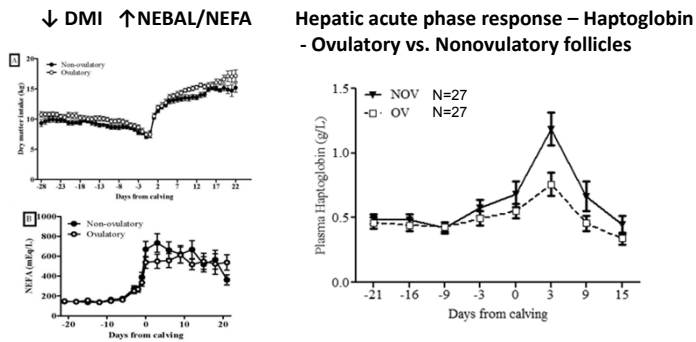 ↓ DMI ↑NEBAL/NEFA
Hepatic acute phase response – Haptoglobin
- Ovulatory vs. Nonovulatory follicles
A
Non-ovulatory
Ovulatory
Dry matter intake (kg)
20
15
10
5
0
-28 -23 -18 -13 -8 -3 2 7 12 17 22
Days from calving
B
Non-ovulatory
Ovulatory
NEFA (mEq/L)
1000
800
600
400
200
0
-20 -10 0 10 20
Days from calving
NOV N=27
OV N=27
Plasma Haptoglobin (g/L)
1.5
1.0
0.5
0.0
-21 -16 -9 -3 0 3 9 15
Days from calving